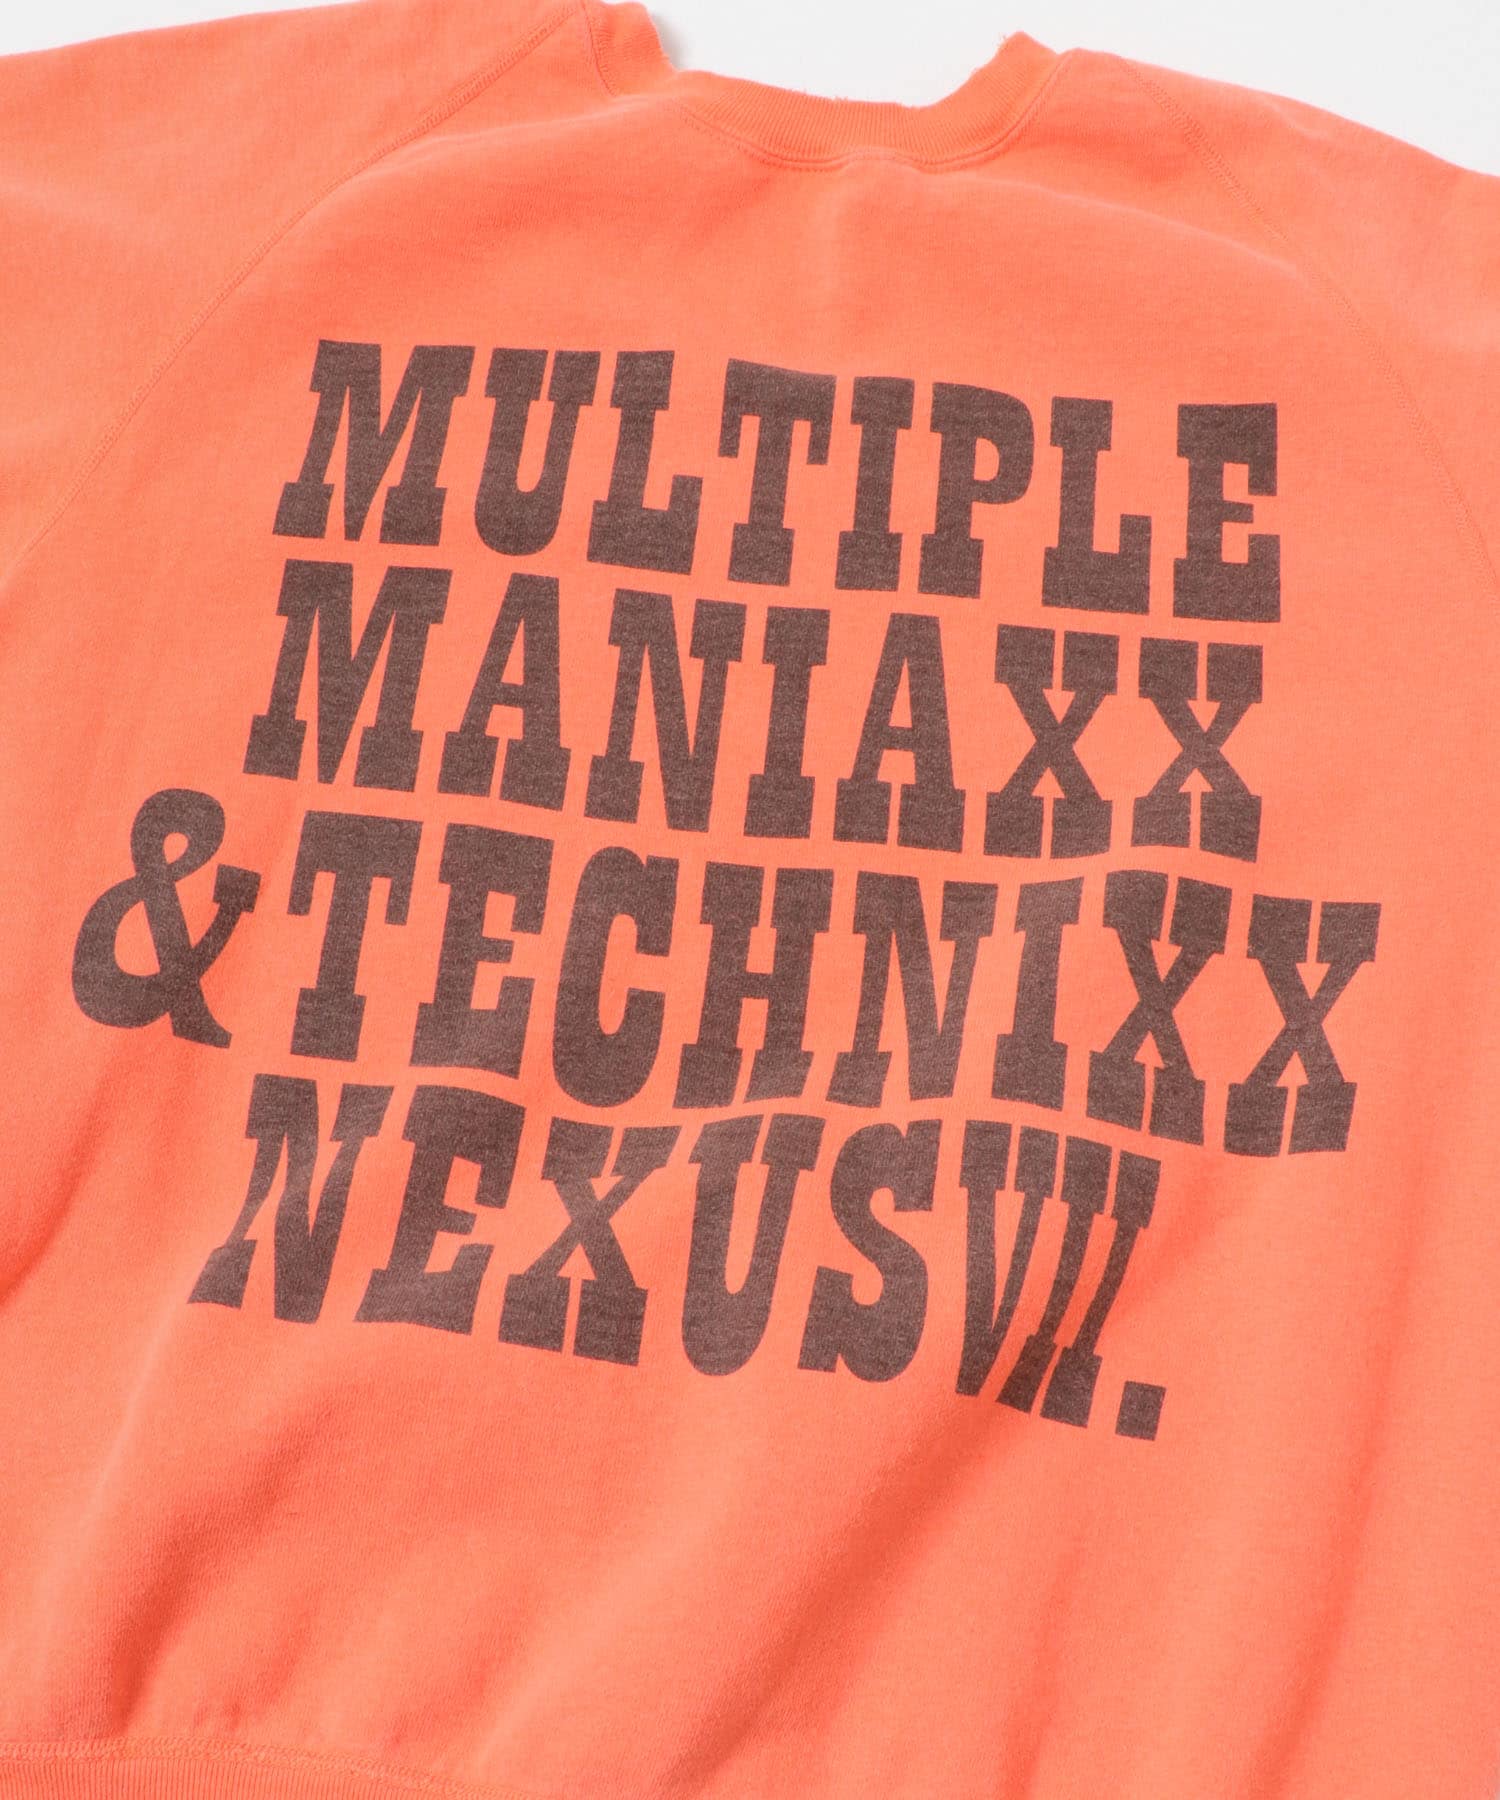 MULTIPLE
MANIAXX
& TECHNIXX
NEXUSVII.